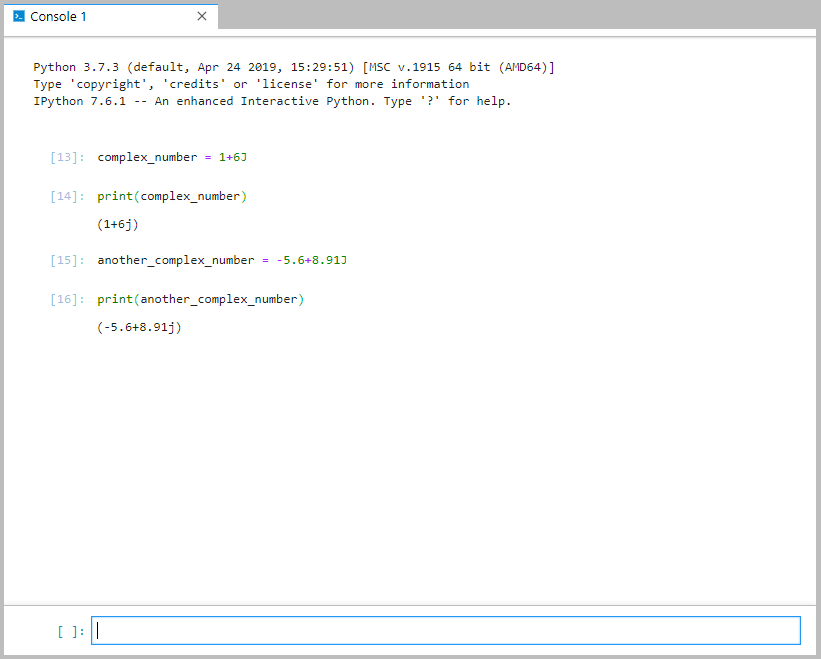 Console 1
Python 3.7.3 (default, Apr 24 2019, 15:29:51) [MSC v.1915 64 bit (AMD64)]
Type 'copyright', 'credits' or 'license' for more information
IPython 7.6.1 -- An enhanced Interactive Python. Type '?' for help.
[13]: complex_number = 1+6J
[14]: print(complex_number)
(1+6j)
[15]: another_complex_number = -5.6+8.91J
[16]: print(another_complex_number)
(-5.6+8.91j)
[ ]: